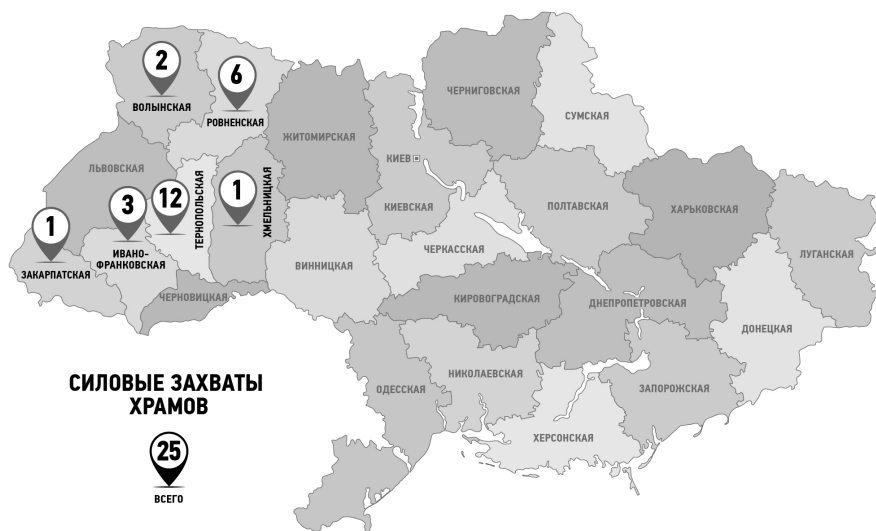 2
ВОЛЫНСКАЯ
6
РОВНЕНСКАЯ
ЖИТОМИРСКАЯ
ЧЕРНИГОВСКАЯ
СУМСКАЯ
КИЕВ
КИЕВСКАЯ
ЛЬВОВСКАЯ
12
ТЕРНОПОЛЬСКАЯ
1
ХМЕЛЬНИЦКАЯ
3
ИВАНО-
ФРАНКОВСКАЯ
1
ЗАКАРПАТСКАЯ
ЧЕРНОВИЦКАЯ
ВИННИЦКАЯ
ЧЕРКАССКАЯ
ПОЛТАВСКАЯ
ХАРЬКОВСКАЯ
ЛУГАНСКАЯ
КИРОВОГРАДСКАЯ
ДНЕПРОПЕТРОВСКАЯ
ДОНЕЦКАЯ
ОДЕССКАЯ
НИКОЛАЕВСКАЯ
ЗАПОРОЖСКАЯ
ХЕРСОНСКАЯ
СИЛОВЫЕ ЗАХВАТЫ
ХРАМОВ
25
ВСЕГО